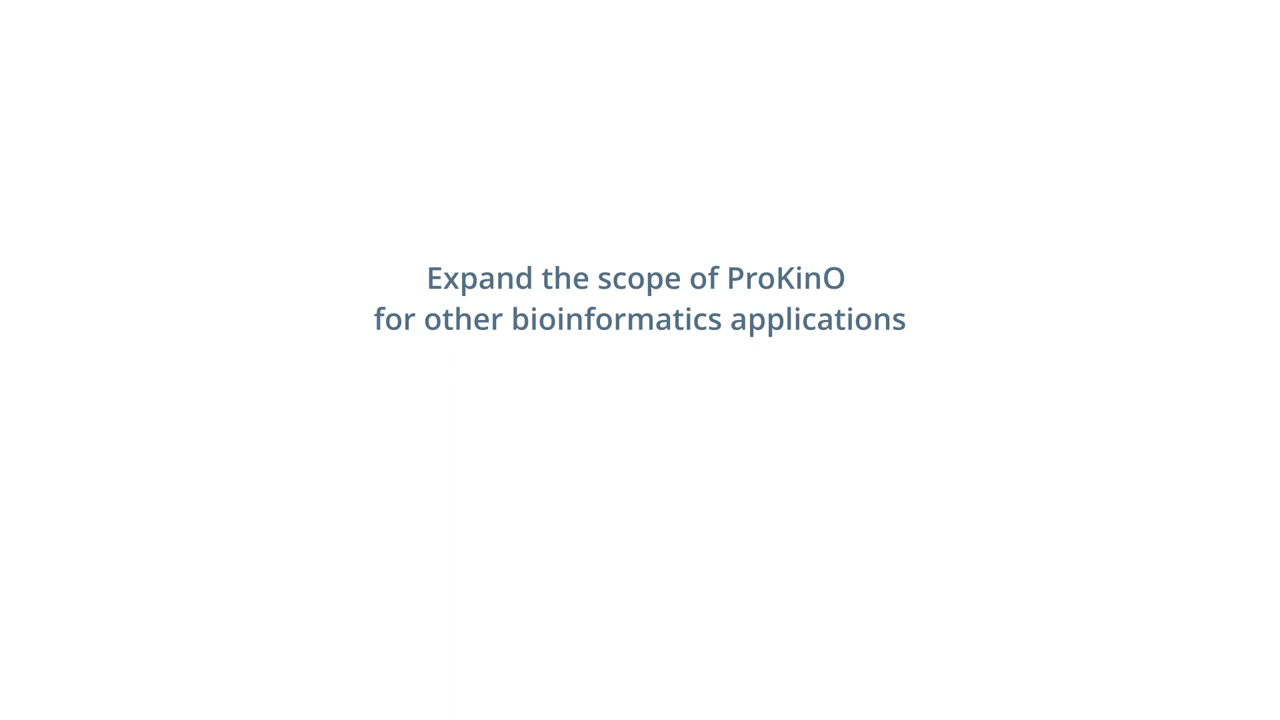 Expand the scope of ProKinO
for other bioinformatics applications